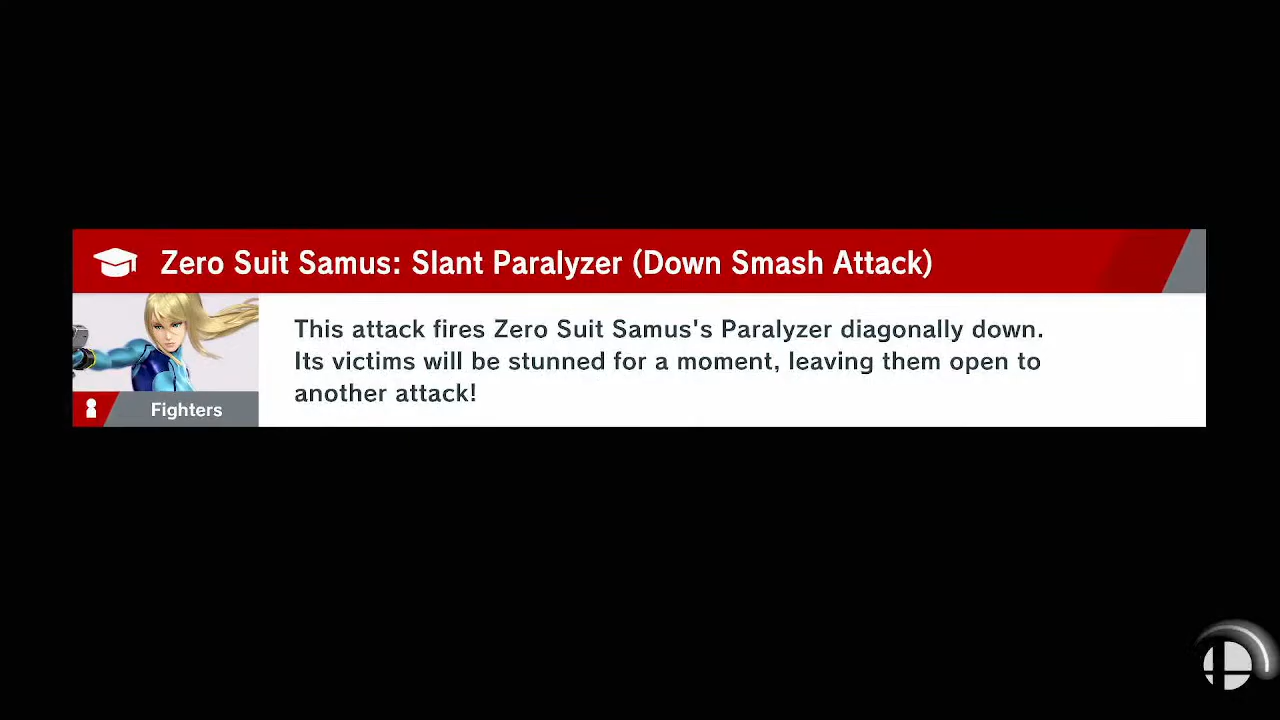 Zero Suit Samus: Slant Paralyzer (Down Smash Attack)
This attack fires Zero Suit Samus's Paralyzer diagonally down.
Its victims will be stunned for a moment, leaving them open to
another attack!
Fighters